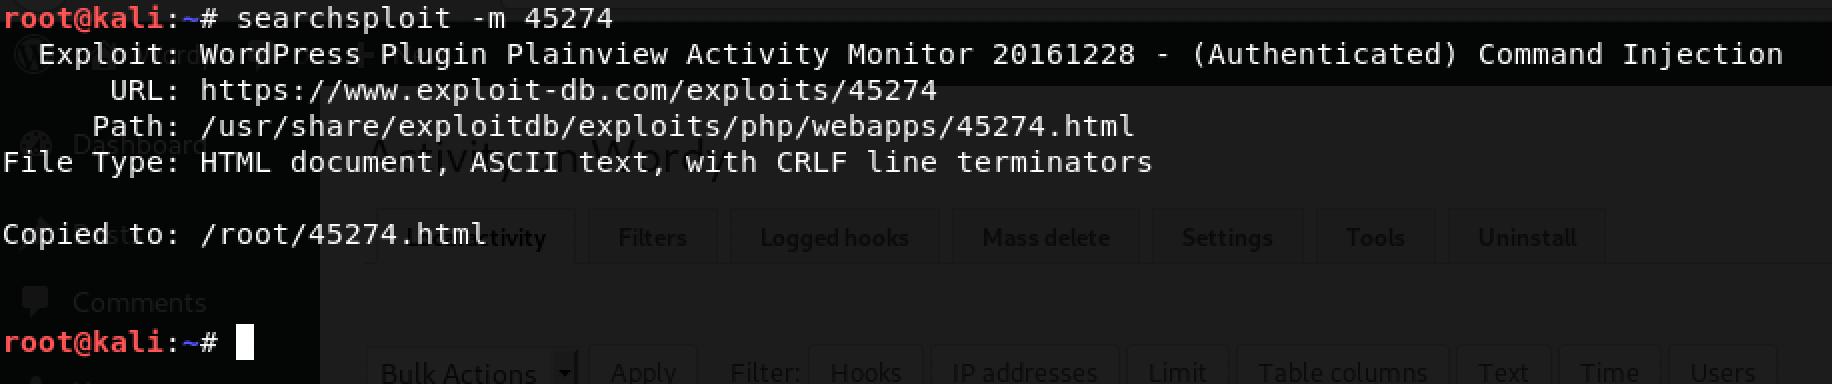 root@kali:~# searchsploit -m 45274
Exploit: WordPress Plugin Plainview Activity Monitor 20161228 - (Authenticated) Command Injection
URL: https://www.exploit-db.com/exploits/45274
Path: /usr/share/exploitdb/exploits/php/webapps/45274.html
Dashboard
File Type: HTML document, ASCII text, with CRLF line terminators
Activity on Wordy
Copied to: /root/45274.html
activity Filters Logged hooks Mass delete Settings Tools Uninstall
Comments
root@kali:~#
Bulk Actions Apply Filter: Hooks IP addresses Limit Table columns Text Time Users